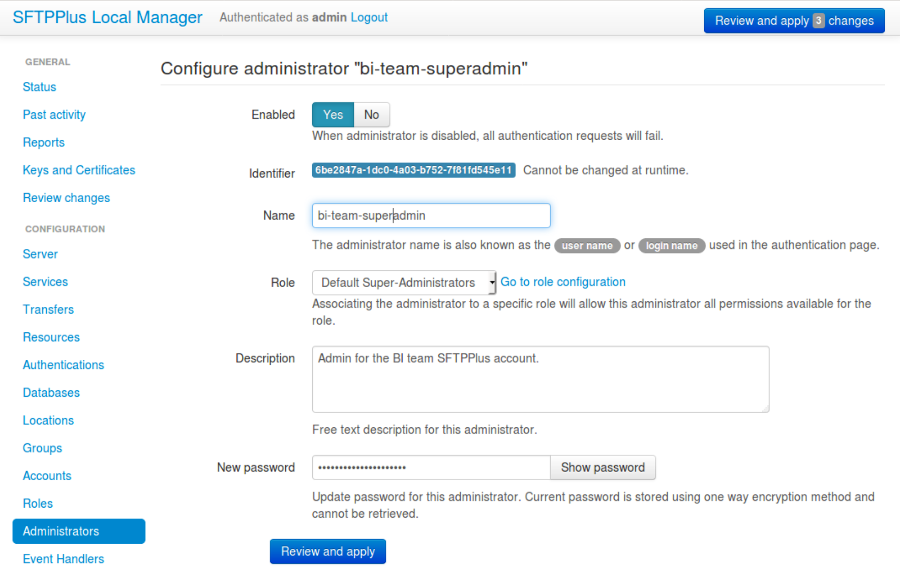 SFTPPlus Local Manager Authenticated as admin Logout Review and apply 3 changes
GENERAL
Status
Past activity
Reports
Keys and Certificates
Review changes
CONFIGURATION
Server
Services
Transfers
Resources
Authentications
Databases
Locations
Groups
Accounts
Roles
Administrators
Event Handlers
Configure administrator "bi-team-superadmin"
Enabled Yes No
When administrator is disabled, all authentication requests will fail.
Identifier 6be2847a-1dc0-4a03-b752-7f81fd545e11 Cannot be changed at runtime.
Name bi-team-superadmin
The administrator name is also known as the user name or login name used in the authentication page.
Role Default Super-Administrators Go to role configuration
Associating the administrator to a specific role will allow this administrator all permissions available for the
role.
Description Admin for the BI team SFTPPlus account.
Free text description for this administrator.
New password ••••••••••••••••••••• Show password
Update password for this administrator. Current password is stored using one way encryption method and
cannot be retrieved.
Review and apply